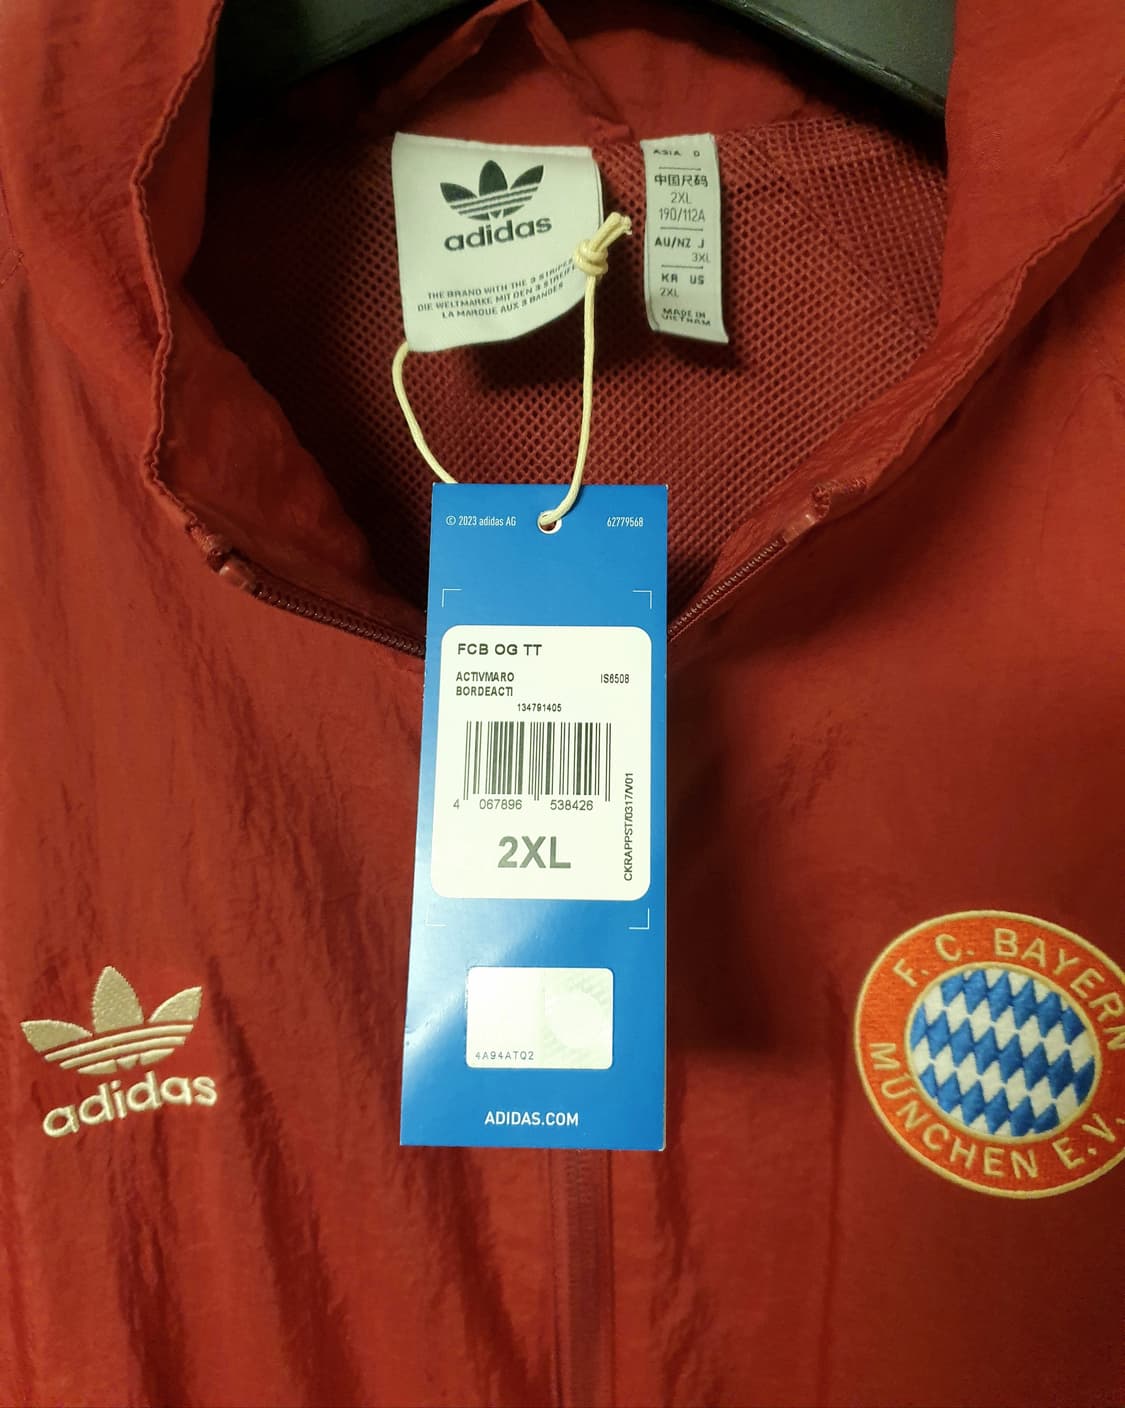 adidas
THE BRAND WITH THE 3 STRIPES
DIE WELTMARKE MIT DEN 3 STREIFEN
LA MARQUE AUX 3 BANDES
ASIA D
中国尺码
2XL
190/112A
AU/NZ J
3XL
KR US
2XL
MADE IN
VIETNAM
© 2023 adidas AG 62779568
FCB OG TT
ACTIVMARO IS6508
BORDEACTI
134791405
4 067896 538426
CKRAPPST/0317/V01
2XL
4A94ATQ2
ADIDAS.COM
adidas
F. C. BAYERN
MÜNCHEN E.V.